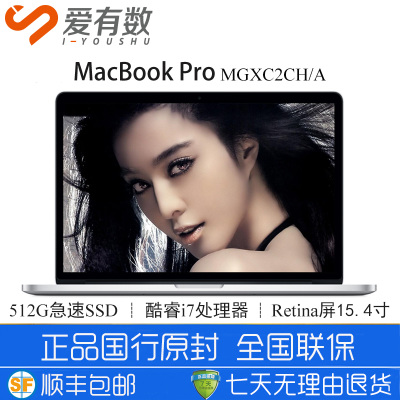 爱有数
I-YOUSHU
MacBook Pro MGXC2CH/A
512G急速SSD 酷睿i7处理器 Retina屏15.4寸
正品国行原封 全国联保
SF 顺丰包邮 七天无理由退货